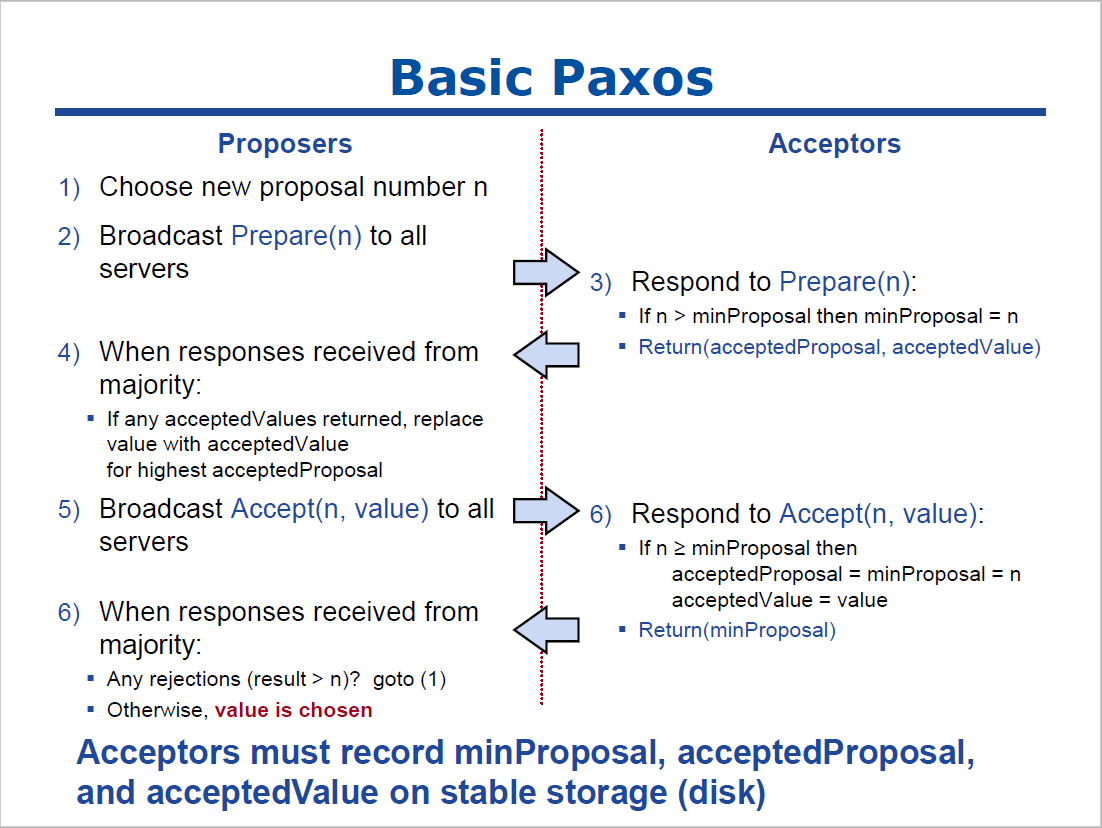 Basic Paxos
Proposers
1) Choose new proposal number n
2) Broadcast Prepare(n) to all
servers
4) When responses received from
majority:
▪ If any acceptedValues returned, replace
value with acceptedValue
for highest acceptedProposal
5) Broadcast Accept(n, value) to all
servers
6) When responses received from
majority:
▪ Any rejections (result > n)? goto (1)
▪ Otherwise, value is chosen
Acceptors
3) Respond to Prepare(n):
▪ If n > minProposal then minProposal = n
▪ Return(acceptedProposal, acceptedValue)
6) Respond to Accept(n, value):
▪ If n ≥ minProposal then
acceptedProposal = minProposal = n
acceptedValue = value
▪ Return(minProposal)
Acceptors must record minProposal, acceptedProposal,
and acceptedValue on stable storage (disk)